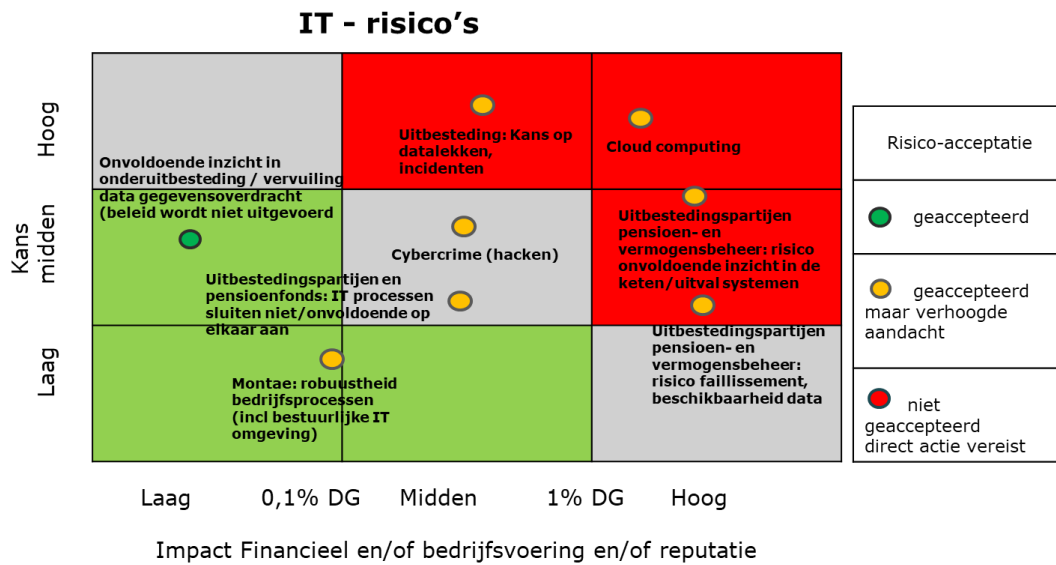 IT - risico’s
Hoog
Kans
midden
Laag
Onvoldoende inzicht in
onderuitbesteding / vervuiling
data gegevensoverdracht
(beleid wordt niet uitgevoerd
Uitbesteding: Kans op
datalekken,
incidenten
Cloud computing
Cybercrime (hacken)
Uitbestedingspartijen
pensioen- en
vermogensbeheer: risico
onvoldoende inzicht in de
keten/uitval systemen
Uitbestedingspartijen en
pensioenfonds: IT processen
sluiten niet/onvoldoende op
elkaar aan
Uitbestedingspartijen
pensioen- en
vermogensbeheer:
risico faillissement,
beschikbaarheid data
Montae: robuustheid
bedrijfsprocessen
(incl bestuurlijke IT
omgeving)
Laag
0,1% DG
Midden
1% DG
Hoog
Impact Financieel en/of bedrijfsvoering en/of reputatie
Risico-acceptatie
geaccepteerd
geaccepteerd
maar verhoogde
aandacht
niet
geaccepteerd
direct actie vereist